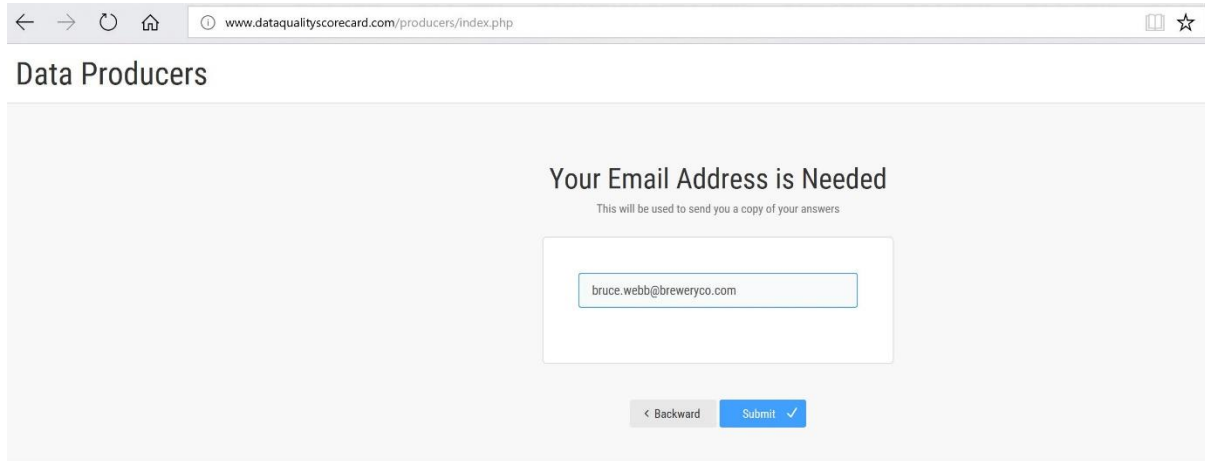 www.dataqualityscorecard.com/producers/index.php
Data Producers
Your Email Address is Needed
This will be used to send you a copy of your answers
bruce.webb@breweryco.com
< Backward
Submit ✓